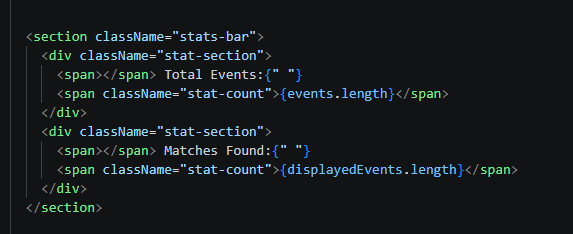 <section className="stats-bar">
<div className="stat-section">
<span></span> Total Events:{" "}
<span className="stat-count">{events.length}</span>
</div>
<div className="stat-section">
<span></span> Matches Found:{" "}
<span className="stat-count">{displayedEvents.length}</span>
</div>
</section>